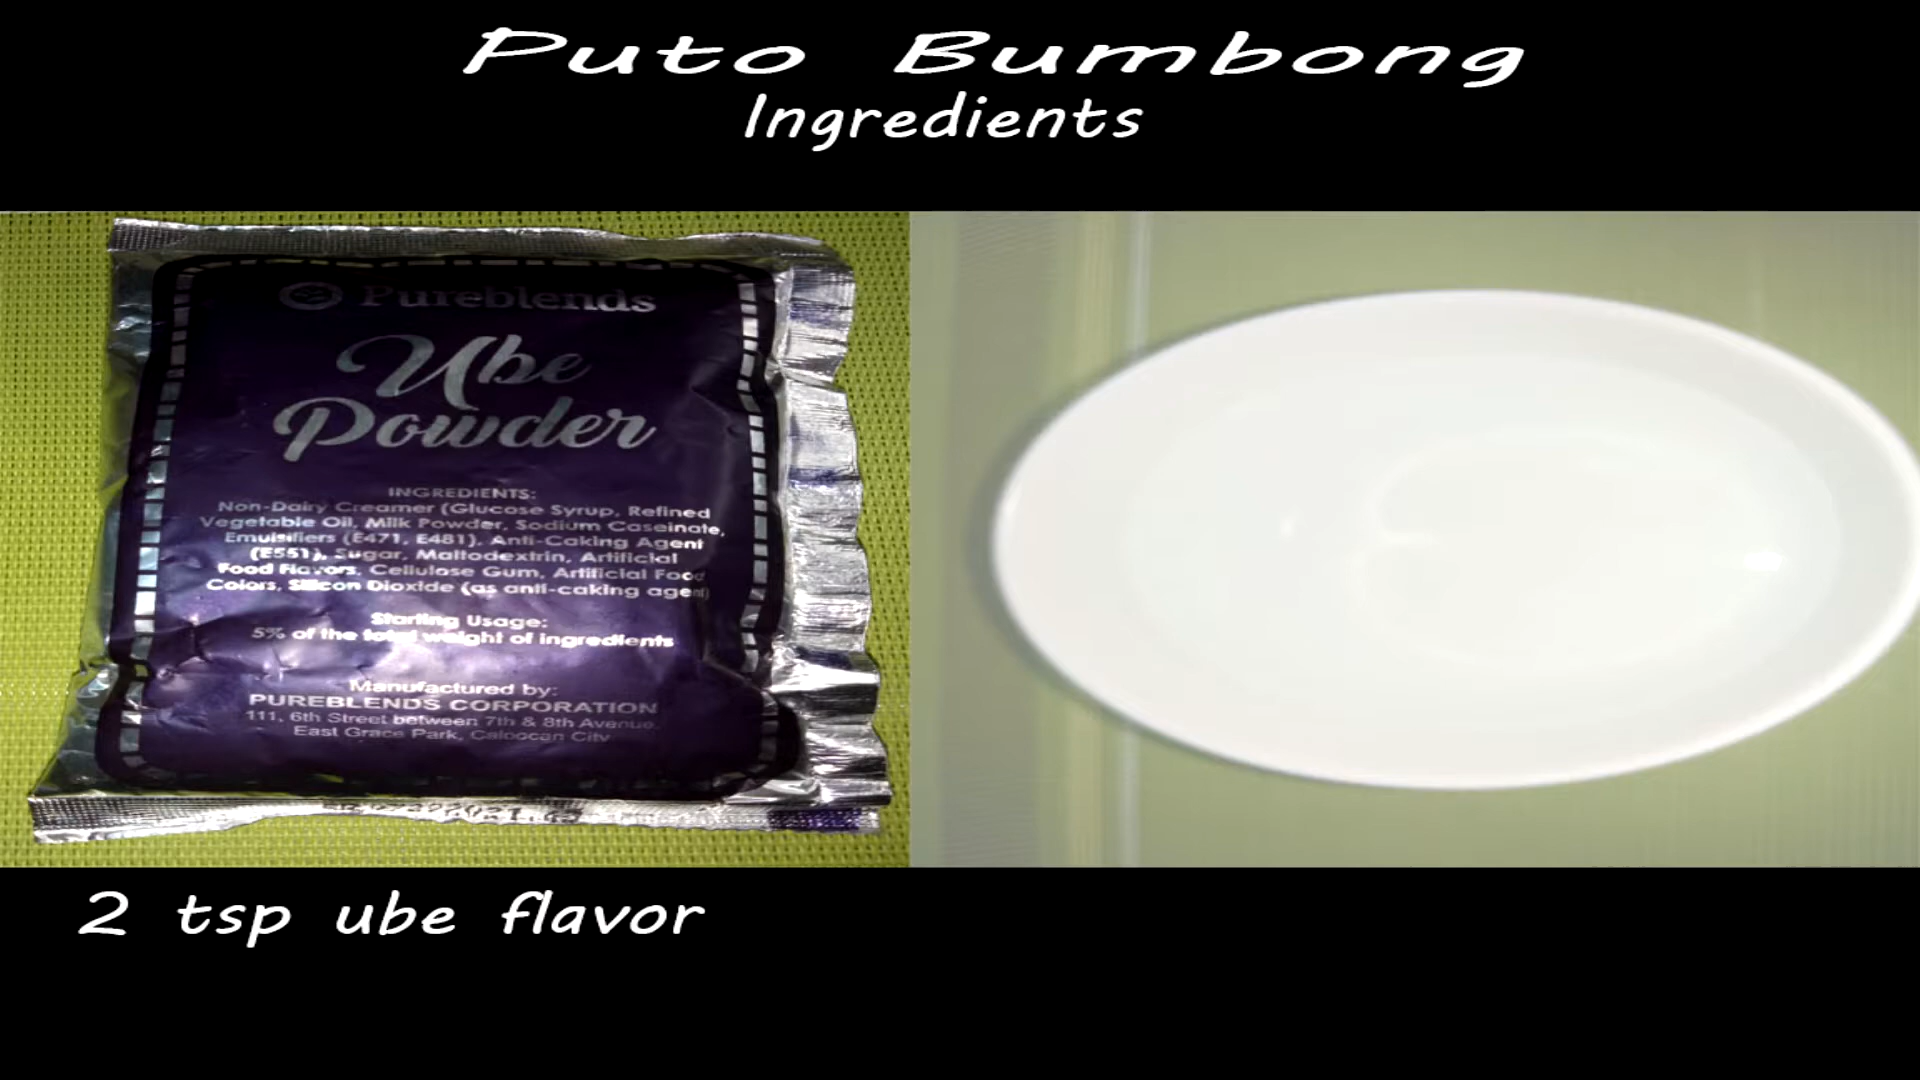 Puto Bumbong
Ingredients
Pureblends
Ube
Powder
INGREDIENTS:
Non-Dairy Creamer (Glucose Syrup, Refined
Vegetable Oil, Milk Powder, Sodium Caseinate,
Emulsifiers (E471, E481), Anti-Caking Agent
(E551), Sugar, Maltodextrin, Artificial
Food Flavors, Cellulose Gum, Artificial Food
Colors, Silicon Dioxide (as anti-caking agent)
Starting Usage:
5% of the total weight of ingredients
Manufactured by:
PUREBLENDS CORPORATION
111, 6th Street between 7th & 8th Avenue,
East Grace Park, Caloocan City
2 tsp ube flavor